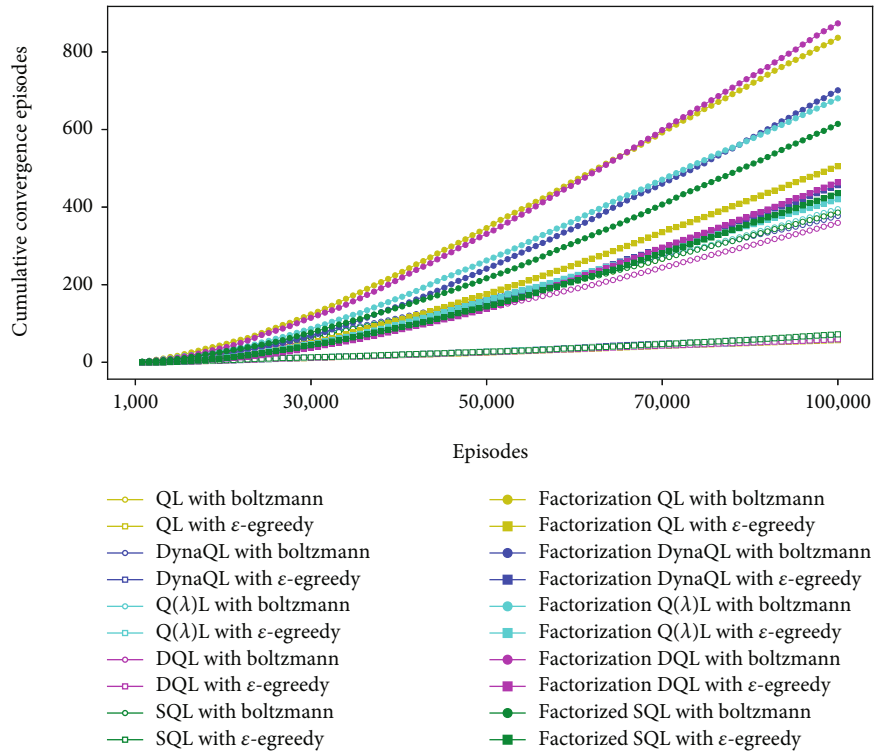 Cumulative convergence episodes
800
600
400
200
0
1,000
30,000
50,000
70,000
100,000
Episodes
QL with boltzmann
QL with ε-egreedy
DynaQL with boltzmann
DynaQL with ε-egreedy
Q(λ)L with boltzmann
Q(λ)L with ε-egreedy
DQL with boltzmann
DQL with ε-egreedy
SQL with boltzmann
SQL with ε-egreedy
Factorization QL with boltzmann
Factorization QL with ε-egreedy
Factorization DynaQL with boltzmann
Factorization DynaQL with ε-egreedy
Factorization Q(λ)L with boltzmann
Factorization Q(λ)L with ε-egreedy
Factorization DQL with boltzmann
Factorization DQL with ε-egreedy
Factorized SQL with boltzmann
Factorized SQL with ε-egreedy